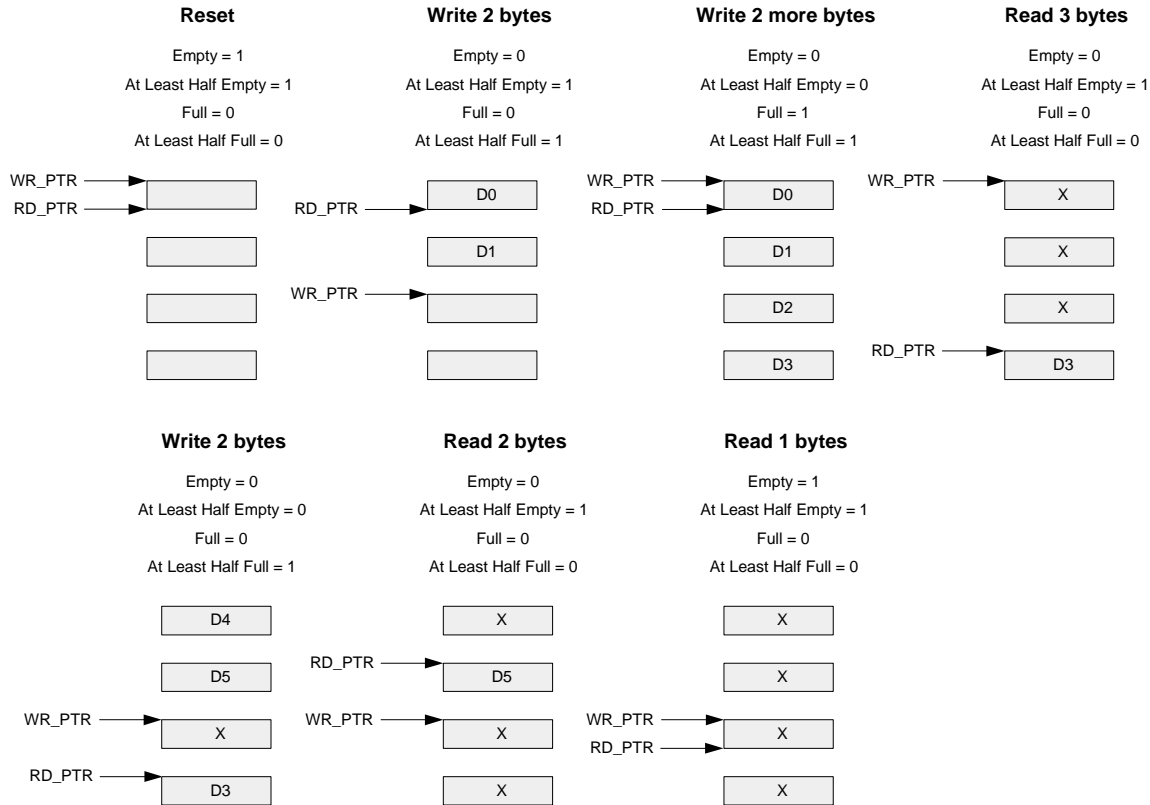 Reset
Empty = 1
At Least Half Empty = 1
Full = 0
At Least Half Full = 0
WR_PTR
RD_PTR
Write 2 bytes
Empty = 0
At Least Half Empty = 1
Full = 0
At Least Half Full = 1
D0
RD_PTR
D1
WR_PTR
Write 2 more bytes
Empty = 0
At Least Half Empty = 0
Full = 1
At Least Half Full = 1
WR_PTR
D0
RD_PTR
D1
D2
D3
Read 3 bytes
Empty = 0
At Least Half Empty = 1
Full = 0
At Least Half Full = 0
WR_PTR
X
X
X
RD_PTR
D3
Write 2 bytes
Empty = 0
At Least Half Empty = 0
Full = 0
At Least Half Full = 1
D4
D5
WR_PTR
X
RD_PTR
D3
Read 2 bytes
Empty = 0
At Least Half Empty = 1
Full = 0
At Least Half Full = 0
X
RD_PTR
D5
WR_PTR
X
X
Read 1 bytes
Empty = 1
At Least Half Empty = 1
Full = 0
At Least Half Full = 0
X
X
WR_PTR
X
RD_PTR
X